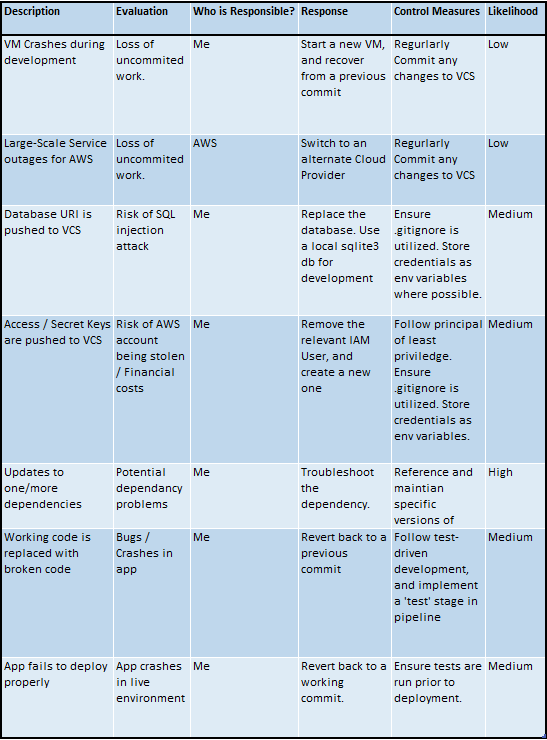 Description Evaluation Who is Responsible? Response Control Measures Likelihood
VM Crashes during
development
Loss of
uncommited
work.
Me
Start a new VM,
and recover
from a previous
commit
Regurlarly
Commit any
changes to VCS
Low
Large-Scale Service
outages for AWS
Loss of
uncommited
work.
AWS
Switch to an
alternate Cloud
Provider
Regurlarly
Commit any
changes to VCS
Low
Database URI is
pushed to VCS
Risk of SQL
injection
attack
Me
Replace the
database. Use
a local sqlite3
db for
development
Ensure
.gitignore is
utilized. Store
credentials as
env variables
where possible.
Medium
Access / Secret Keys
are pushed to VCS
Risk of AWS
account
being stolen
/ Financial
costs
Me
Remove the
relevant IAM
User, and
create a new
one
Follow principal
of least
priviledge.
Ensure
.gitignore is
utilized. Store
credentials as
env variables.
Medium
Updates to
one/more
dependencies
Potential
dependancy
problems
Me
Troubleshoot
the
dependency.
Reference and
maintian
specific
versions of
High
Working code is
replaced with
broken code
Bugs /
Crashes in
app
Me
Revert back to a
previous
commit
Follow test-
driven
development,
and implement
a 'test' stage in
pipeline
Medium
App fails to deploy
properly
App crashes
in live
environment
Me
Revert back to a
working
commit.
Ensure tests are
run prior to
deployment.
Medium